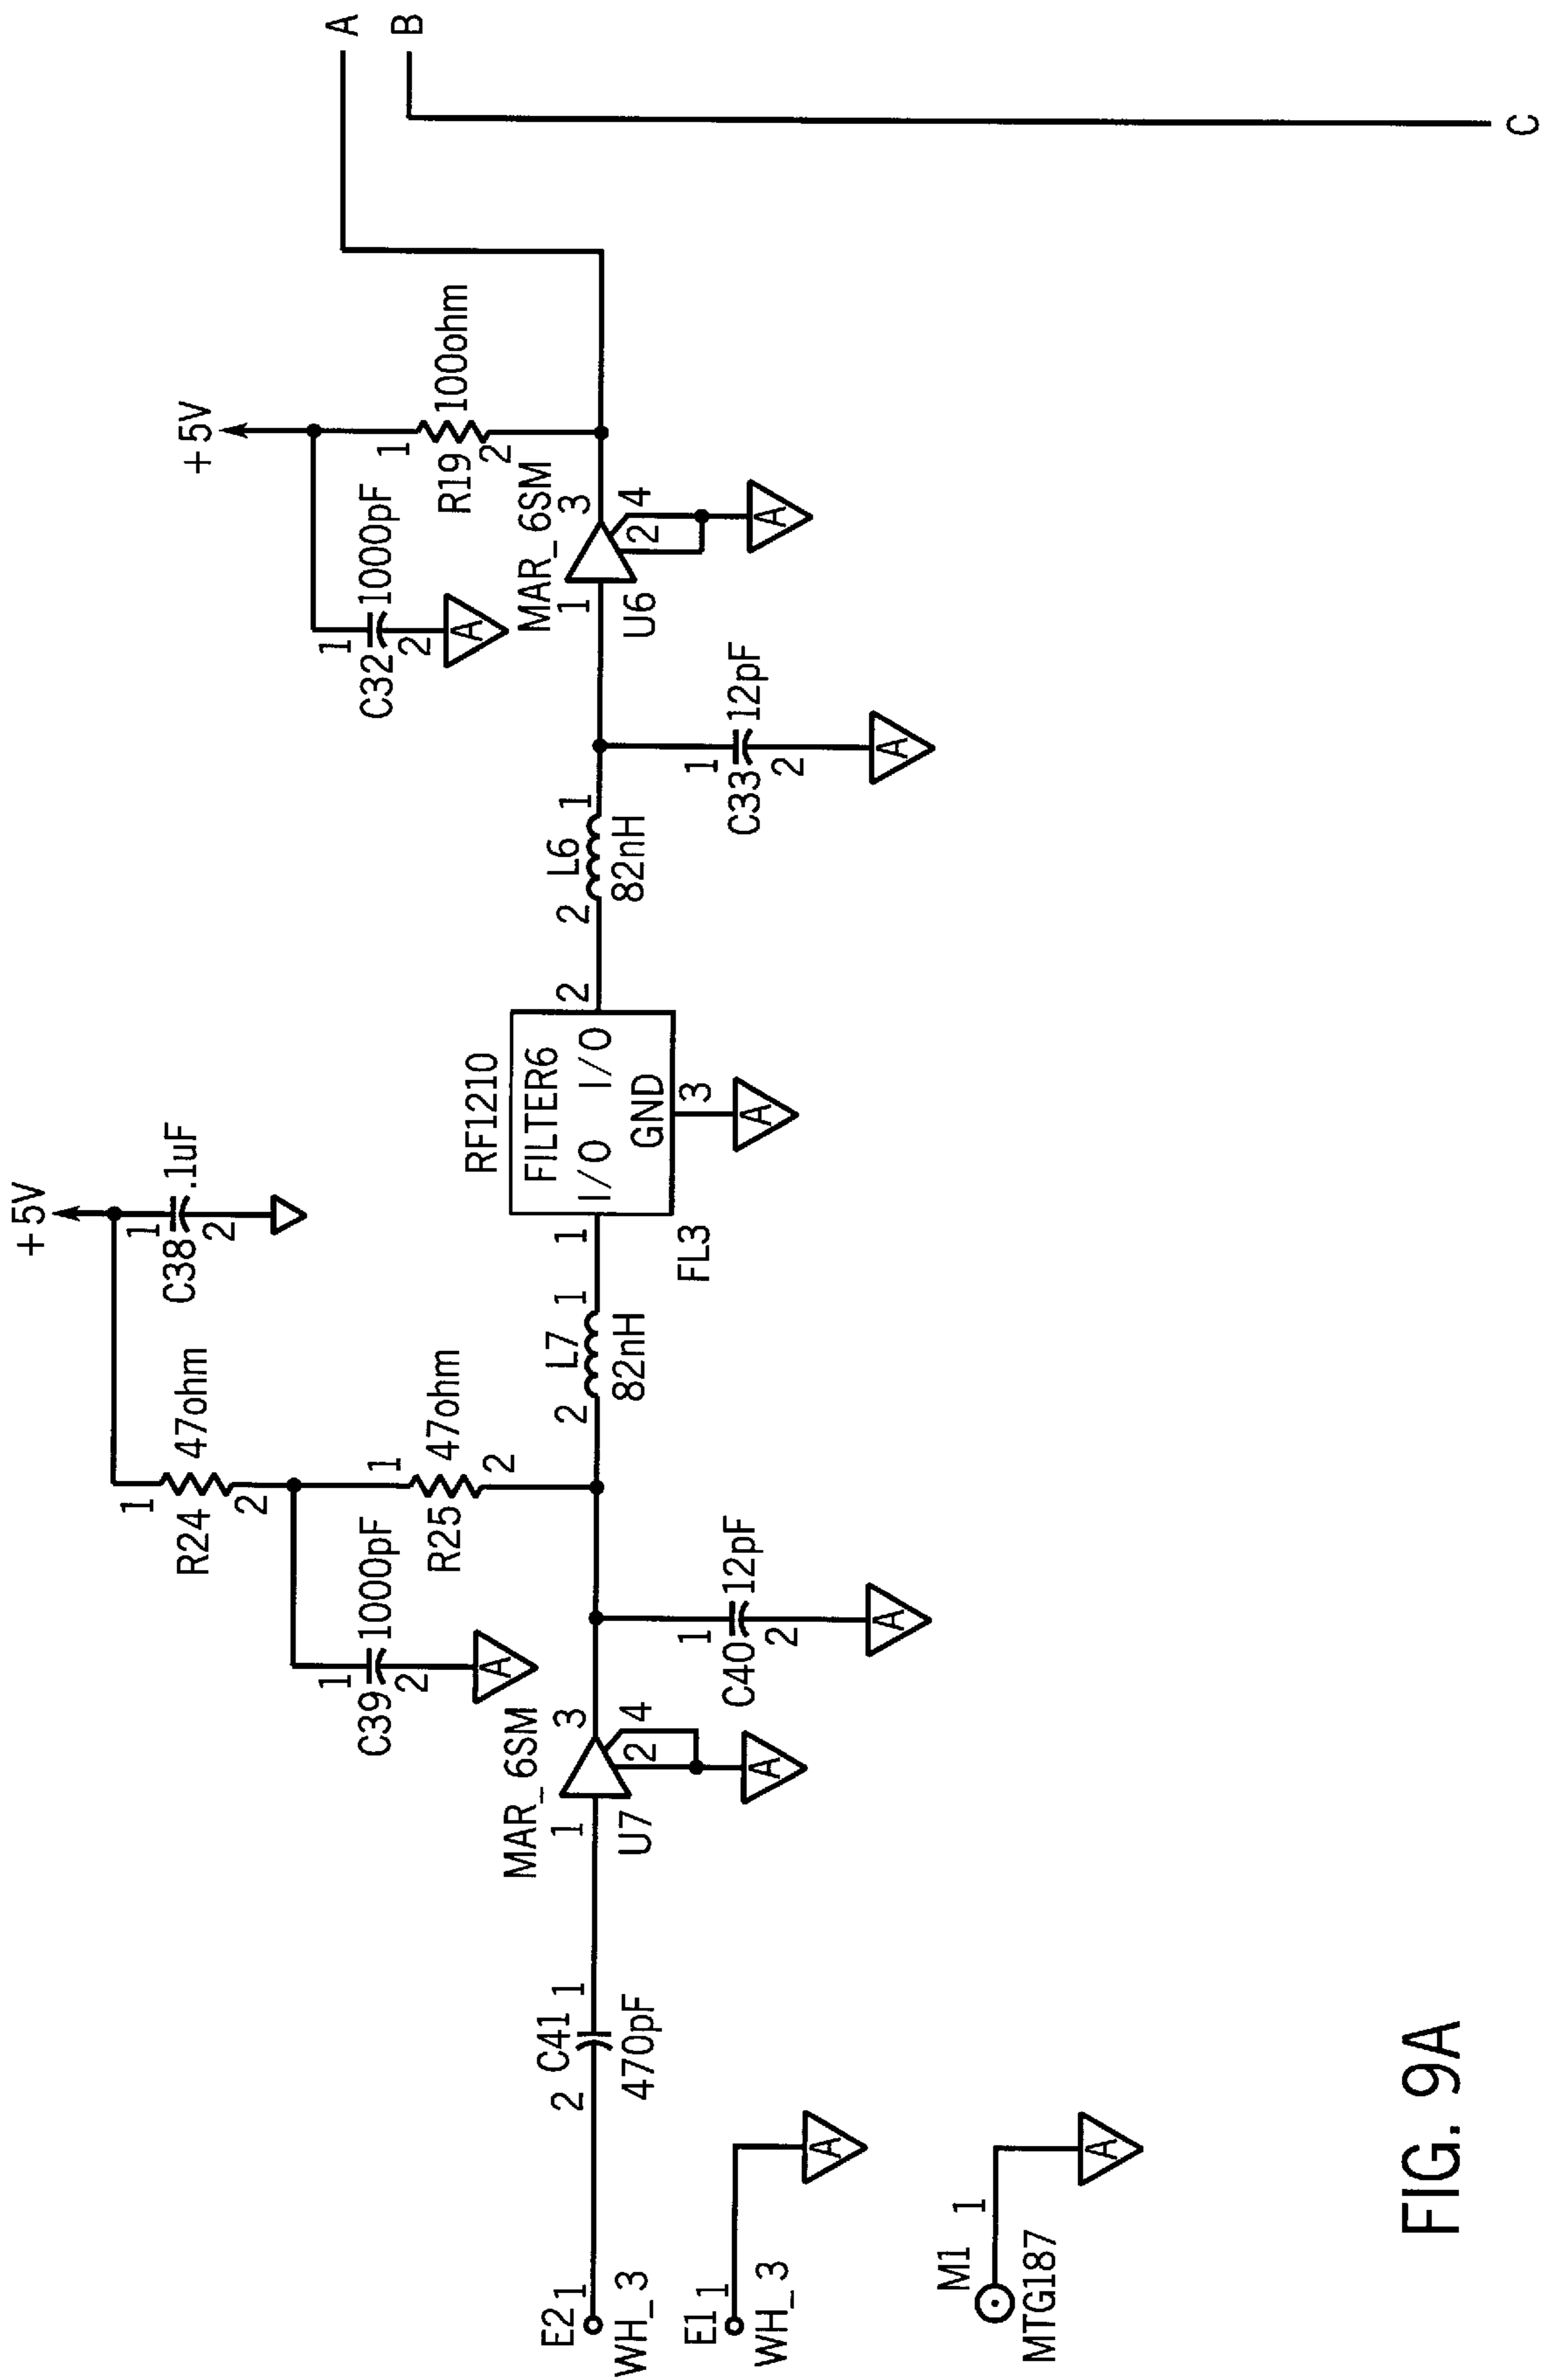 +5V
C38
1
2
.1uF
R24
1
2
47ohm
C39
1
2
1000pF
A
R25
1
2
47ohm
E2
1
WH_3
2
C41
1
470pF
1
MAR_6SM
3
U7
2
4
A
C40
1
2
12pF
A
2
L7
1
82nH
1
RF1210
FILTER6
I/O
I/O
GND
2
3
FL3
A
2
L6
1
82nH
C33
1
2
12pF
A
1
MAR_6SM
3
U6
2
4
A
+5V
C32
1
2
1000pF
A
R19
1
2
100ohm
A
B
C
E1
1
WH_3
A
M1
1
MTG187
A
FIG. 9A